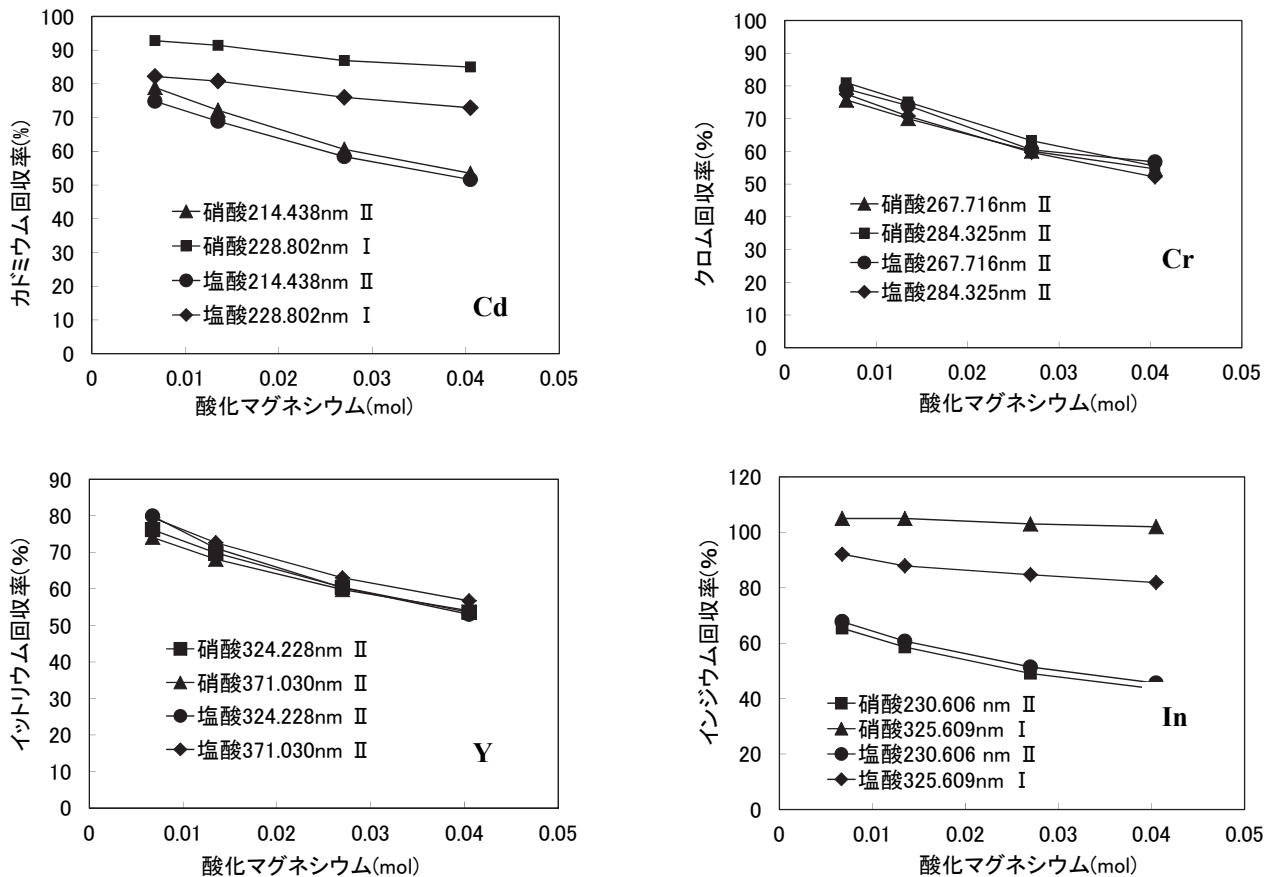 カドミウム回収率(%)
100
90
80
70
60
50
40
30
20
10
0
硝酸214.438nm Ⅱ
硝酸228.802nm Ⅰ
塩酸214.438nm Ⅱ
塩酸228.802nm Ⅰ
Cd
0 0.01 0.02 0.03 0.04 0.05
酸化マグネシウム(mol)
クロム回収率(%)
100
90
80
70
60
50
40
30
20
10
0
硝酸267.716nm Ⅱ
硝酸284.325nm Ⅱ
塩酸267.716nm Ⅱ
塩酸284.325nm Ⅱ
Cr
0 0.01 0.02 0.03 0.04 0.05
酸化マグネシウム(mol)
イットリウム回収率(%)
90
80
70
60
50
40
30
20
10
0
硝酸324.228nm Ⅱ
硝酸371.030nm Ⅱ
塩酸324.228nm Ⅱ
塩酸371.030nm Ⅱ
Y
0 0.01 0.02 0.03 0.04 0.05
酸化マグネシウム(mol)
インジウム回収率(%)
120
100
80
60
40
20
0
硝酸230.606 nm Ⅱ
硝酸325.609nm Ⅰ
塩酸230.606 nm Ⅱ
塩酸325.609nm Ⅰ
In
0 0.01 0.02 0.03 0.04 0.05
酸化マグネシウム(mol)